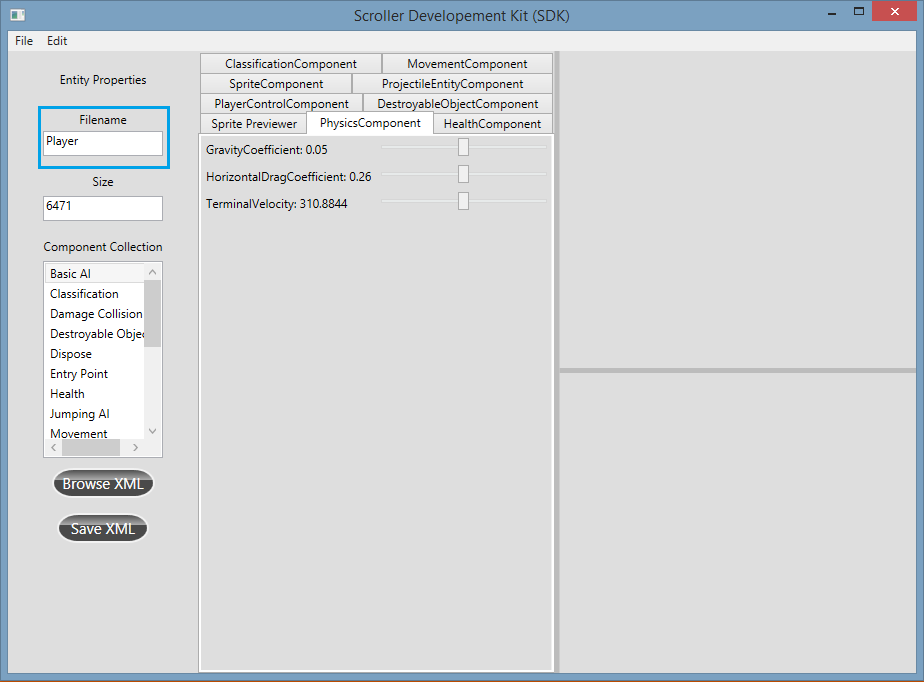 Scroller Developement Kit (SDK)
File Edit
Entity Properties
Filename
Player
Size
6471
Component Collection
Basic AI
Classification
Damage Collision
Destroyable Objec
Dispose
Entry Point
Health
Jumping AI
Movement
Browse XML
Save XML
ClassificationComponent MovementComponent
SpriteComponent ProjectileEntityComponent
PlayerControlComponent DestroyableObjectComponent
Sprite Previewer PhysicsComponent HealthComponent
GravityCoefficient: 0.05
HorizontalDragCoefficient: 0.26
TerminalVelocity: 310.8844